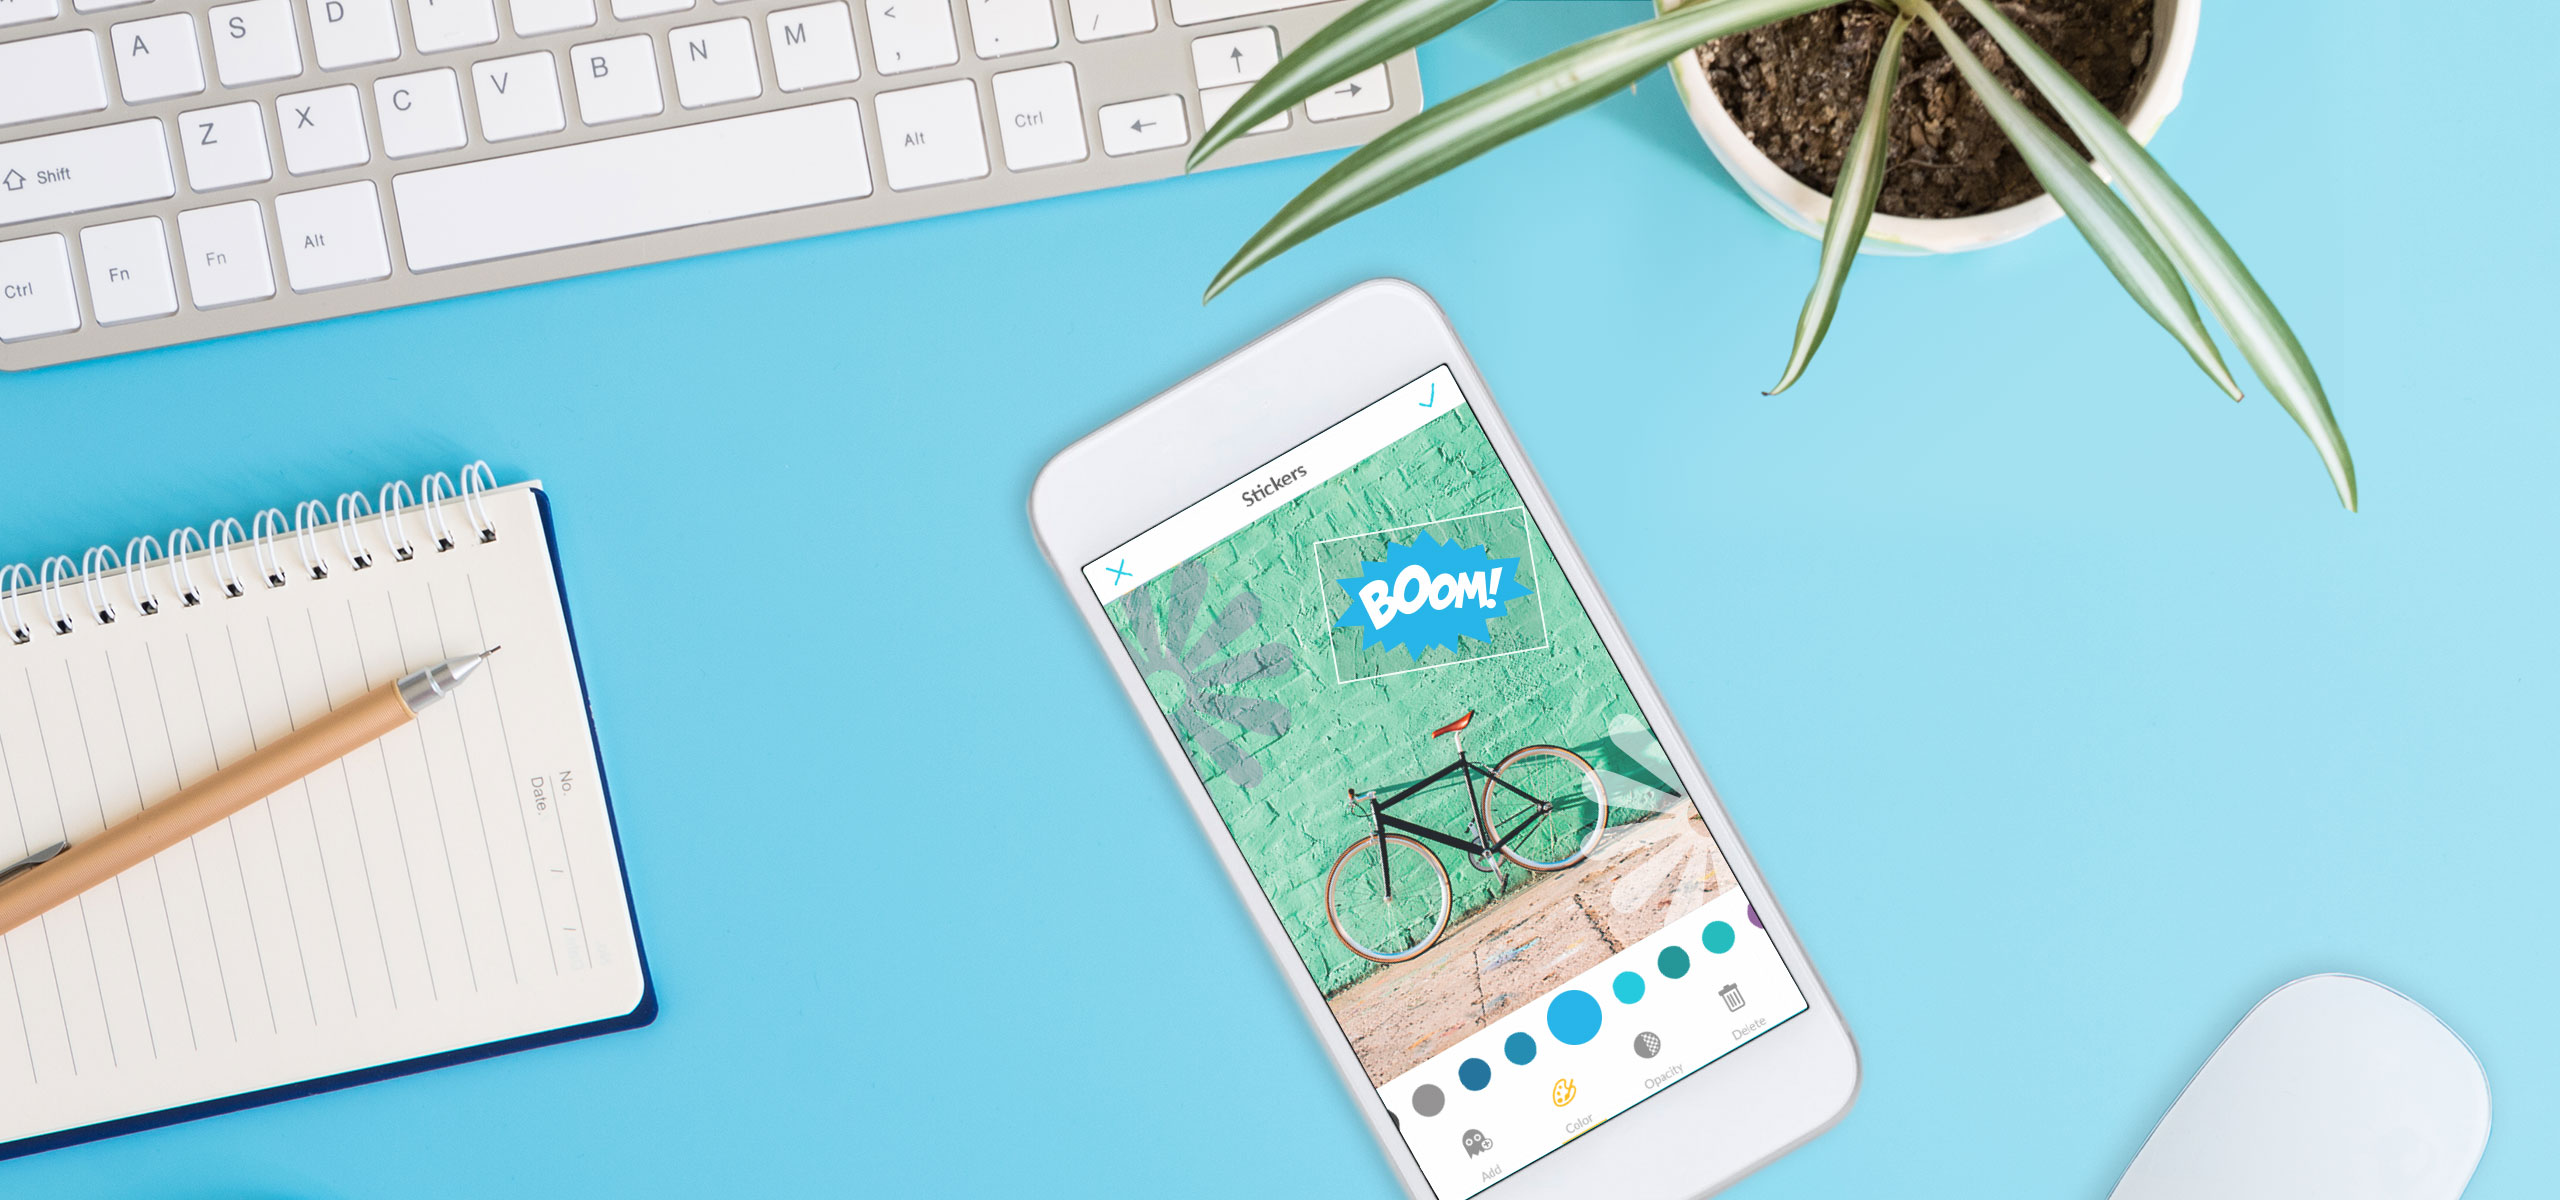 A S D
Z X C V B N M < ,
. /
Shift
Alt Ctrl
Ctrl Fn Fn Alt
No.
Date.
/ /
Stickers
BOOM!
Add Color Opacity Delete